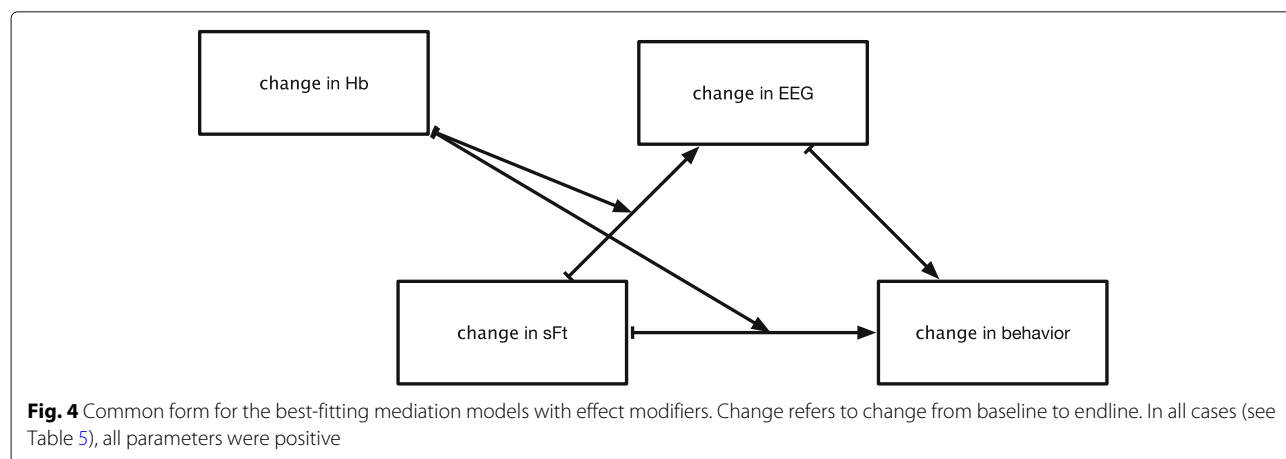 change in Hb
change in EEG
change in sFt
change in behavior
Fig. 4 Common form for the best-fitting mediation models with effect modifiers. Change refers to change from baseline to endline. In all cases (see
Table 5), all parameters were positive